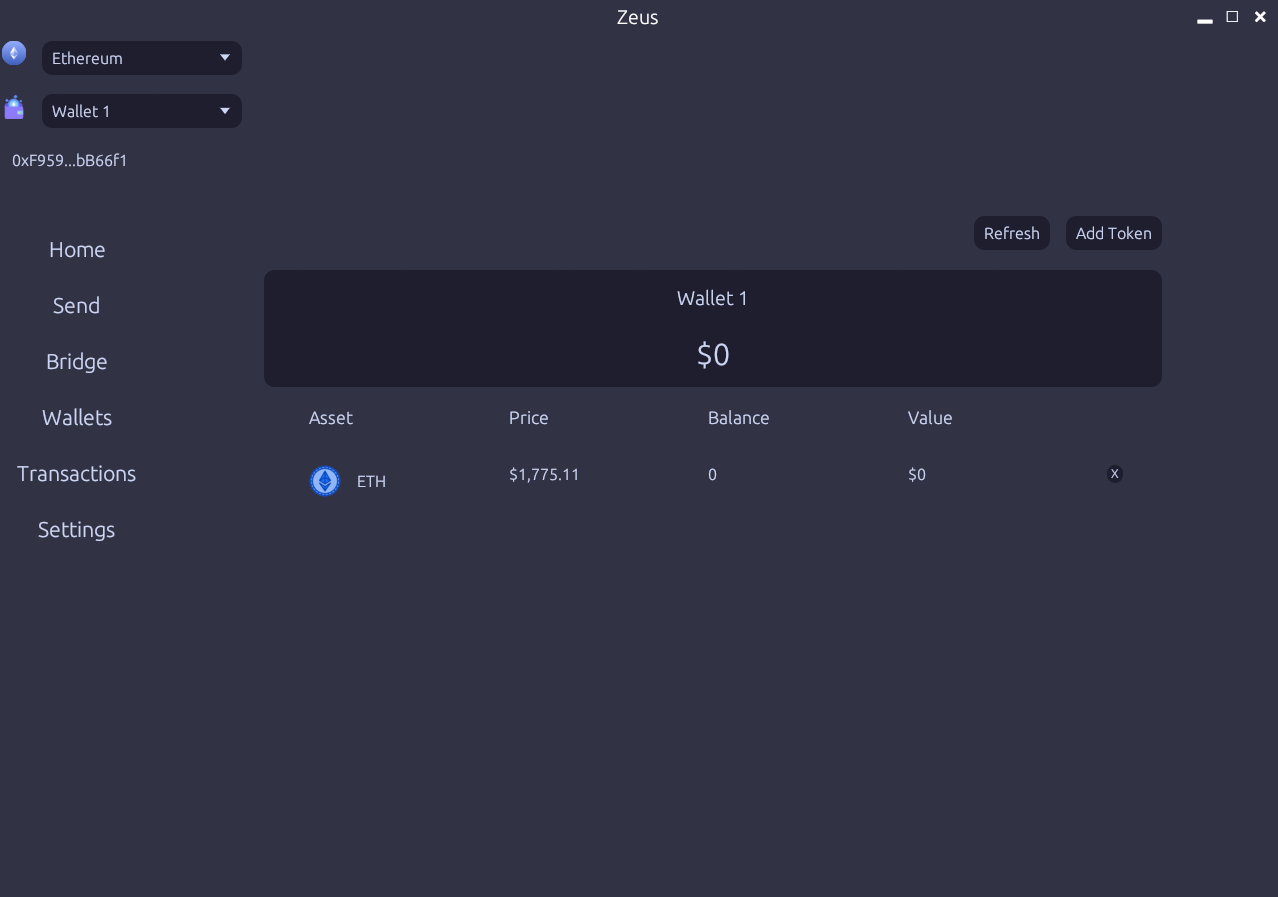 Zeus
Ethereum
Wallet 1
0xF959...bB66f1
Home
Send
Bridge
Wallets
Transactions
Settings
Refresh Add Token
Wallet 1
$0
Asset Price Balance Value
ETH $1,775.11 0 $0 X